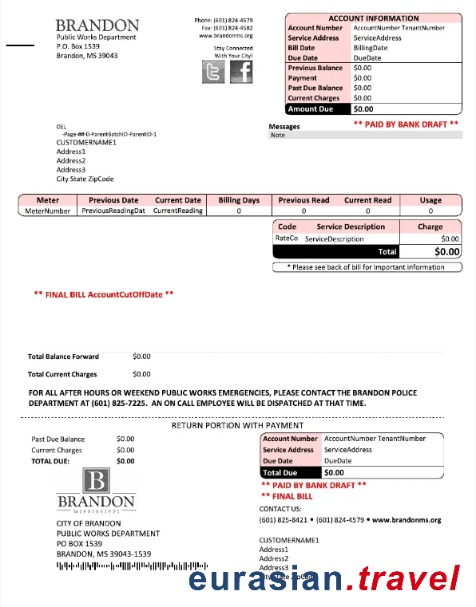 BRANDON
Public Works Department
P.O. Box 1539
Brandon, MS 39043
Phone: (601) 824-4579
Fax: (601) 824-4582
www.brandonms.org
Stay Connected
With Your City!
ACCOUNT INFORMATION
Account Number AccountNumber TenantNumber
Service Address ServiceAddress
Bill Date BillingDate
Due Date DueDate
Previous Balance $0.00
Payment $0.00
Past Due Balance $0.00
Current Charges $0.00
Amount Due $0.00
** PAID BY BANK DRAFT **
Messages
Note
OEL
-Page-##-D-ParentBatchID-ParentID-1
CUSTOMERNAME1
Address1
Address2
Address3
City State ZipCode
Meter Previous Date Current Date Billing Days Previous Read Current Read Usage
MeterNumber PreviousReadingDat CurrentReading 0 0 0 0
Code Service Description Charge
RateCo ServiceDescription $0.00
Total $0.00
* Please see back of bill for important information
** FINAL BILL AccountCutOffDate **
Total Balance Forward $0.00
Total Current Charges $0.00
FOR ALL AFTER HOURS OR WEEKEND PUBLIC WORKS EMERGENCIES, PLEASE CONTACT THE BRANDON POLICE
DEPARTMENT AT (601) 825-7225. AN ON CALL EMPLOYEE WILL BE DISPATCHED AT THAT TIME.
RETURN PORTION WITH PAYMENT
Past Due Balance $0.00
Current Charges $0.00
TOTAL DUE: $0.00
Account Number AccountNumber TenantNumber
Service Address ServiceAddress
Due Date DueDate
Total Due $0.00
** PAID BY BANK DRAFT **
** FINAL BILL
B
BRANDON
MISSISSIPPI
CONTACT US:
(601) 825-8421 • (601) 824-4579 • www.brandonms.org
CITY OF BRANDON
PUBLIC WORKS DEPARTMENT
PO BOX 1539
BRANDON, MS 39043-1539
CUSTOMERNAME1
Address1
Address2
eurasian.travel